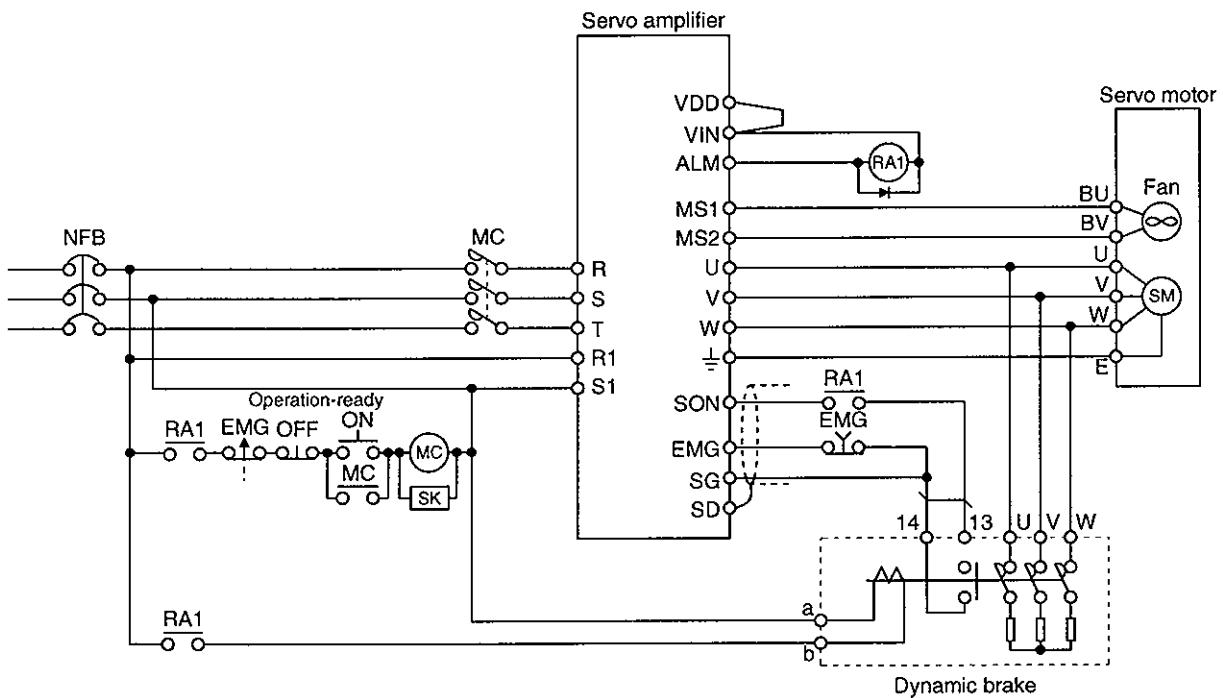 Servo amplifier
Servo motor
VDD
VIN
ALM
RA1
MS1
MS2
BU
BV
Fan
NFB
MC
R
S
T
R1
S1
U
V
W
U
V
W
E
SM
Operation-ready
RA1
EMG
OFF
ON
MC
MC
SK
SON
EMG
SG
SD
RA1
EMG
14
13
U
V
W
RA1
a
b
Dynamic brake